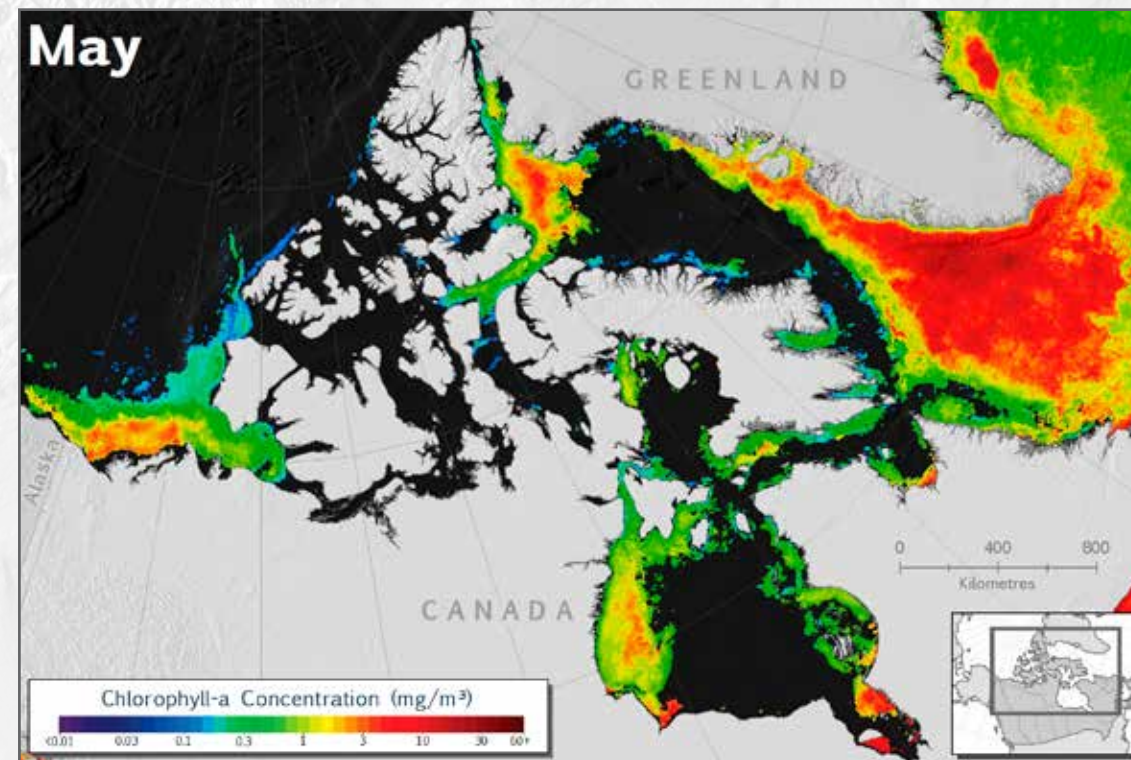 May
GREENLAND
Alaska
CANADA
0 400 800
Kilometres
Chlorophyll-a Concentration (mg/m³)
<0.01 0.03 0.1 0.3 1 3 10 30 60+